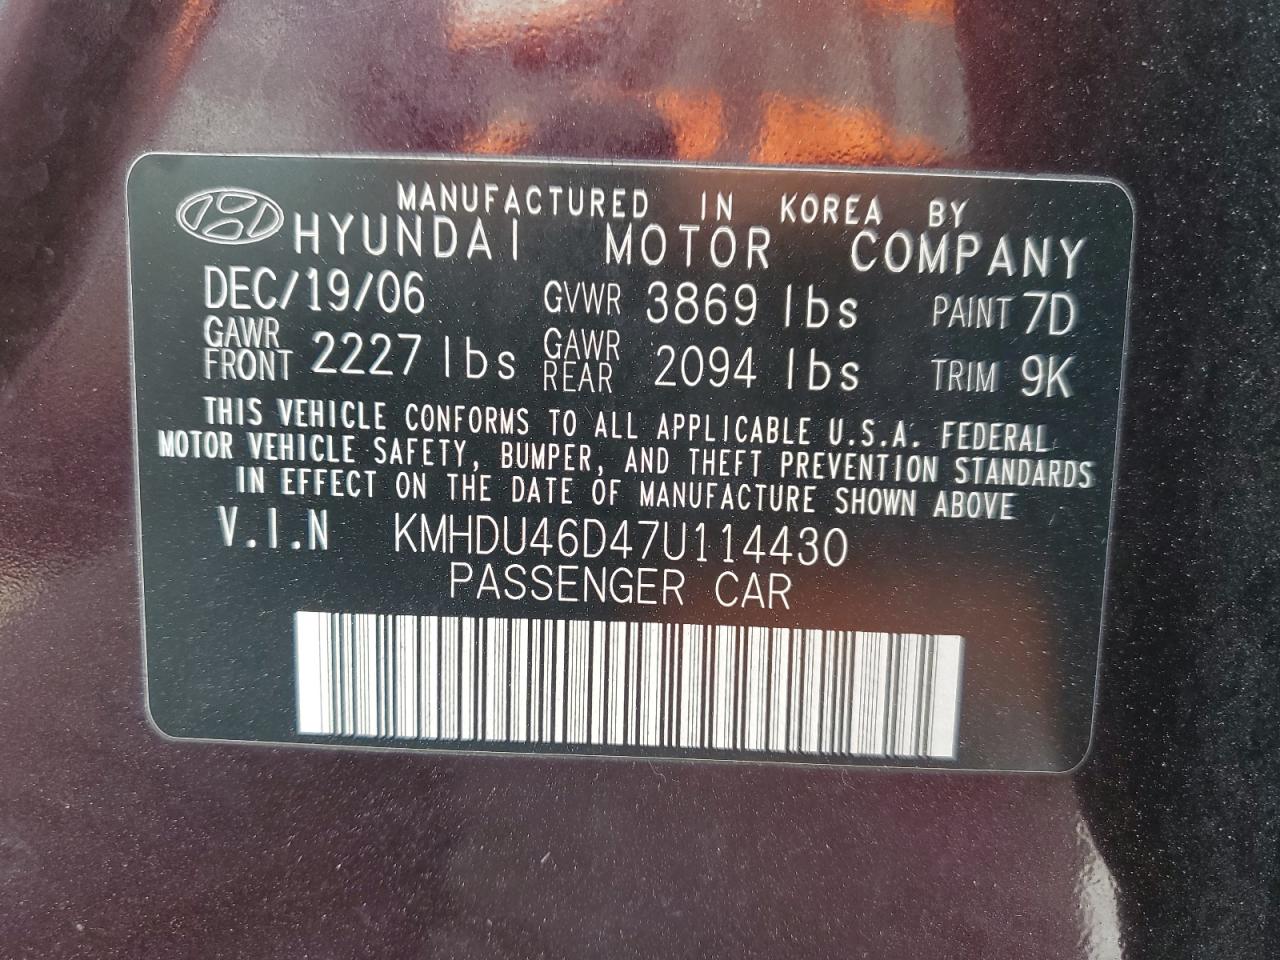 MANUFACTURED IN KOREA BY
HYUNDAI MOTOR COMPANY
DEC/19/06 GVWR 3869 lbs PAINT 7D
GAWR FRONT 2227 lbs GAWR REAR 2094 lbs TRIM 9K
THIS VEHICLE CONFORMS TO ALL APPLICABLE U.S.A. FEDERAL
MOTOR VEHICLE SAFETY, BUMPER, AND THEFT PREVENTION STANDARDS
IN EFFECT ON THE DATE OF MANUFACTURE SHOWN ABOVE
V.I.N KMHDU46D47U114430
PASSENGER CAR